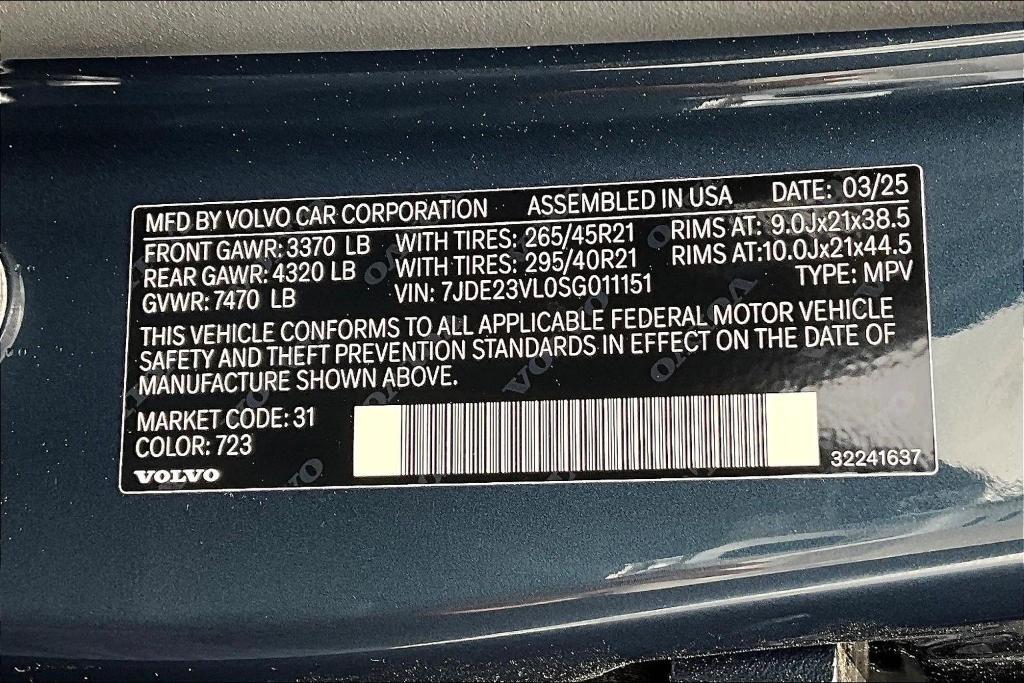 MFD BY VOLVO CAR CORPORATION ASSEMBLED IN USA DATE: 03/25
FRONT GAWR: 3370 LB WITH TIRES: 265/45R21 RIMS AT: 9.0Jx21x38.5
REAR GAWR: 4320 LB WITH TIRES: 295/40R21 RIMS AT:10.0Jx21x44.5
GVWR: 7470 LB VIN: 7JDE23VL0SG011151 TYPE: MPV
THIS VEHICLE CONFORMS TO ALL APPLICABLE FEDERAL MOTOR VEHICLE
SAFETY AND THEFT PREVENTION STANDARDS IN EFFECT ON THE DATE OF
MANUFACTURE SHOWN ABOVE.
MARKET CODE: 31
COLOR: 723
VOLVO
32241637